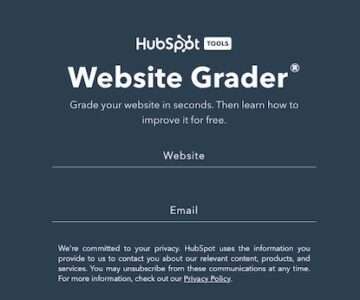 HubSpot TOOLS
Website Grader®
Grade your website in seconds. Then learn how to
improve it for free.
Website
Email
We're committed to your privacy. HubSpot uses the information you
provide to us to contact you about our relevant content, products, and
services. You may unsubscribe from these communications at any time.
For more information, check out our Privacy Policy.